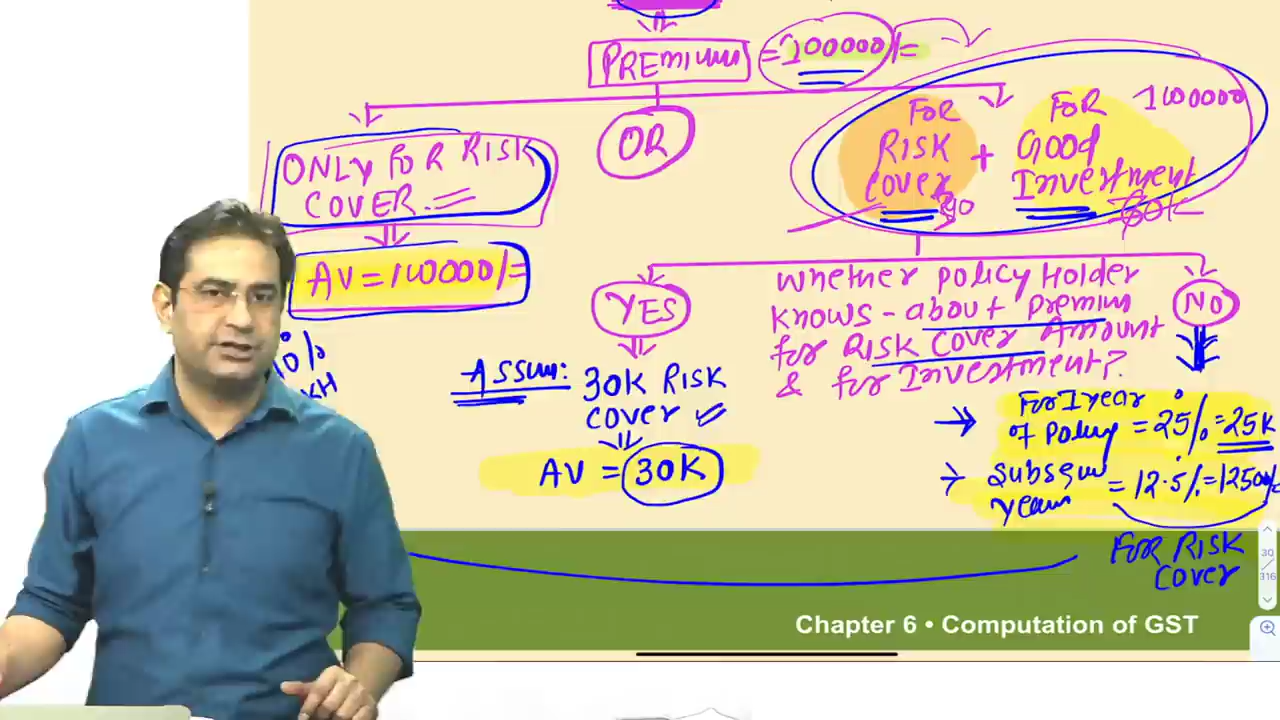 PREMIUM =100000/=
ONLY FOR RISK
COVER.
AV=100000/=
OR
FOR
RISK
COVER
+
FOR
Good
Investment
100000
Whether Policy Holder
knows - about premium
for RISK COVER Amount
& for Investment?
YES
Assum: 30K RISK
COVER
AV = 30K
NO
For I year
of Policy = 25% = 25K
years = 12.5% =
For RISK
COVER
30
316
Chapter 6 • Computation of GST